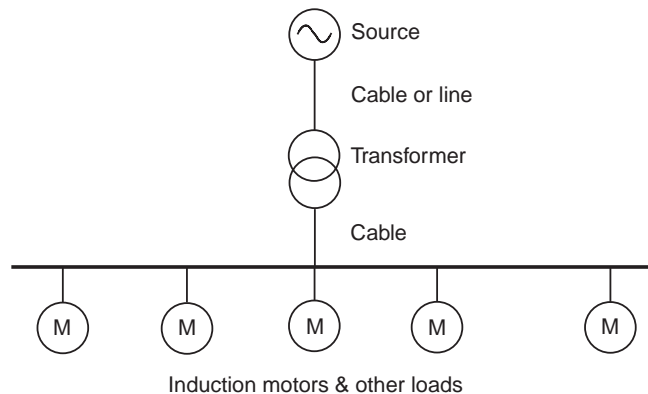 Source
Cable or line
Transformer
Cable
M M M M M
Induction motors & other loads